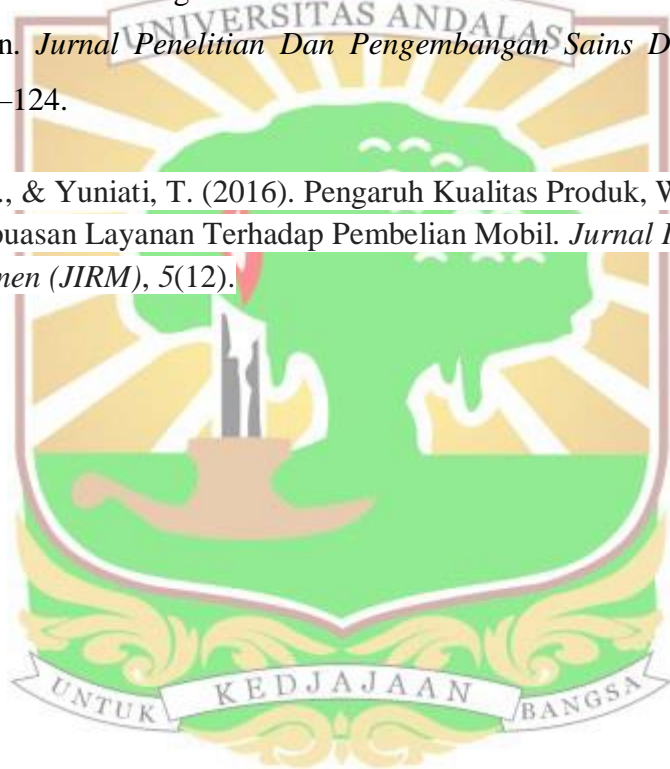 UNIVERSITAS ANDALAS
n. Jurnal Penelitian Dan Pengembangan Sains D
–124.
., & Yuniati, T. (2016). Pengaruh Kualitas Produk, W
puasan Layanan Terhadap Pembelian Mobil. Jurnal I
men (JIRM), 5(12).
UNTUK KEDJAJAAN BANGSA